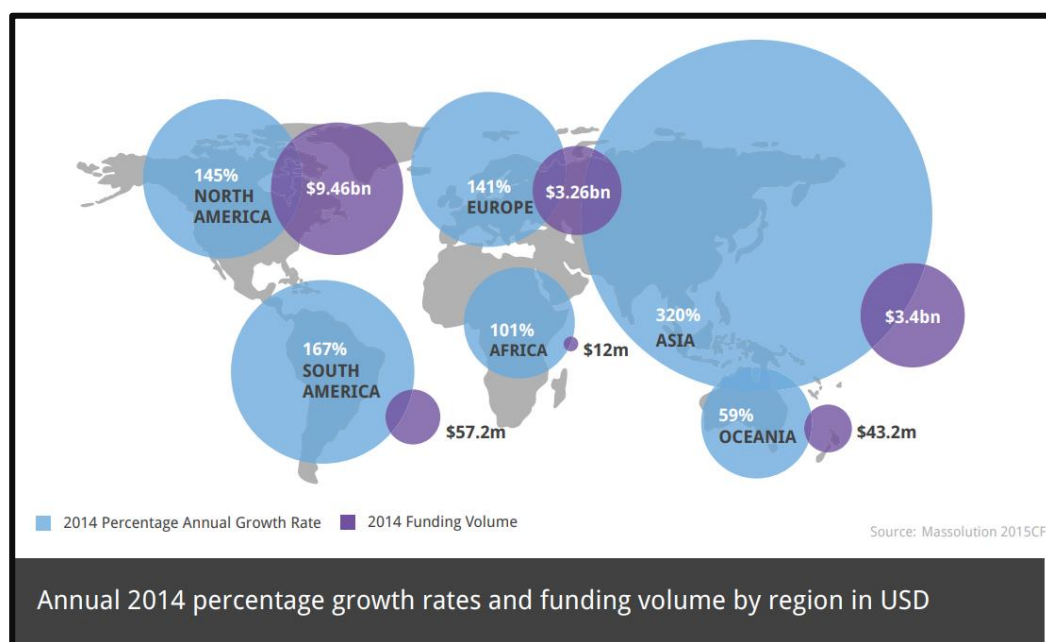 145%
NORTH
AMERICA
$9.46bn
141%
EUROPE
$3.26bn
320%
ASIA
$3.4bn
167%
SOUTH
AMERICA
$57.2m
101%
AFRICA
$12m
59%
OCEANIA
$43.2m
2014 Percentage Annual Growth Rate
2014 Funding Volume
Source: Massolution 2015CF
Annual 2014 percentage growth rates and funding volume by region in USD